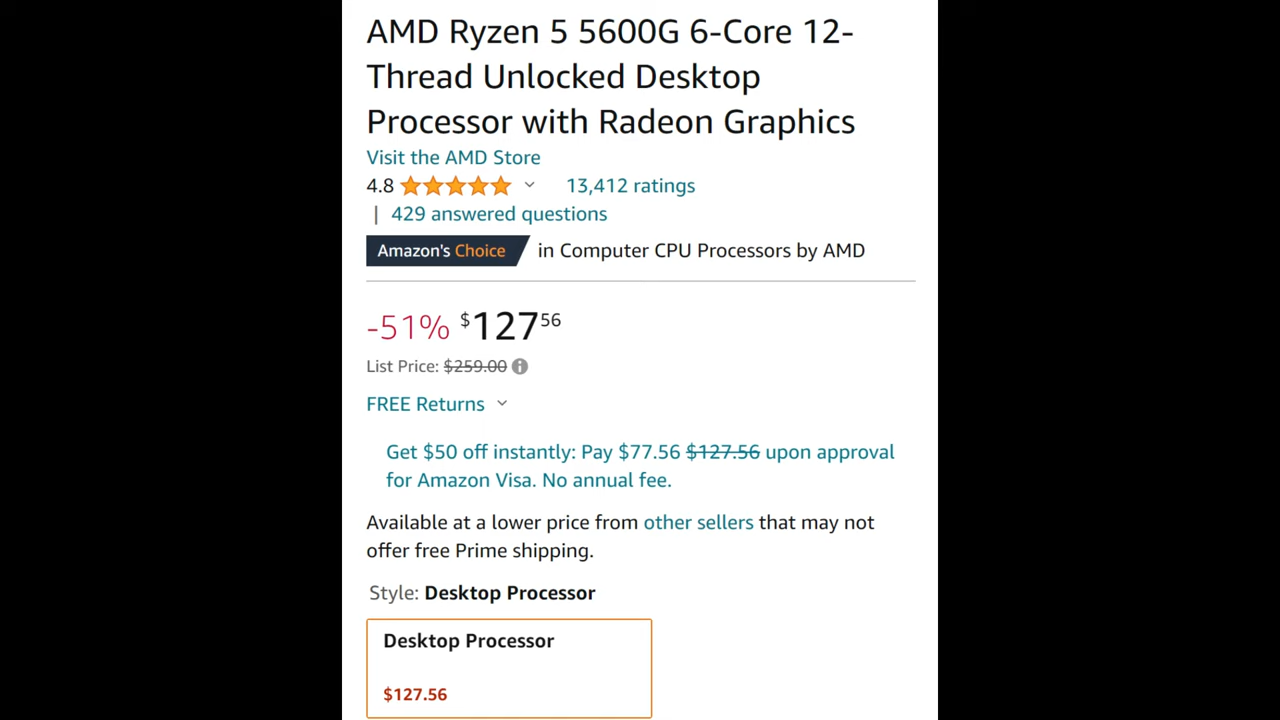 AMD Ryzen 5 5600G 6-Core 12-
Thread Unlocked Desktop
Processor with Radeon Graphics
Visit the AMD Store
4.8 13,412 ratings
| 429 answered questions
Amazon's Choice in Computer CPU Processors by AMD
-51% $127 56
List Price: $259.00
FREE Returns
Get $50 off instantly: Pay $77.56 $127.56 upon approval
for Amazon Visa. No annual fee.
Available at a lower price from other sellers that may not
offer free Prime shipping.
Style: Desktop Processor
Desktop Processor
$127.56